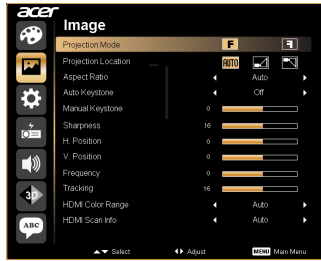 acer
Image
Projection Mode F F
Projection Location AUTO
Aspect Ratio Auto
Auto Keystone Off
Manual Keystone 0
Sharpness 16
H. Position 0
V. Position 0
Frequency 0
Tracking 16
HDMI Color Range Auto
HDMI Scan Info Auto
3D
ABC
Select Adjust MENU Main Menu